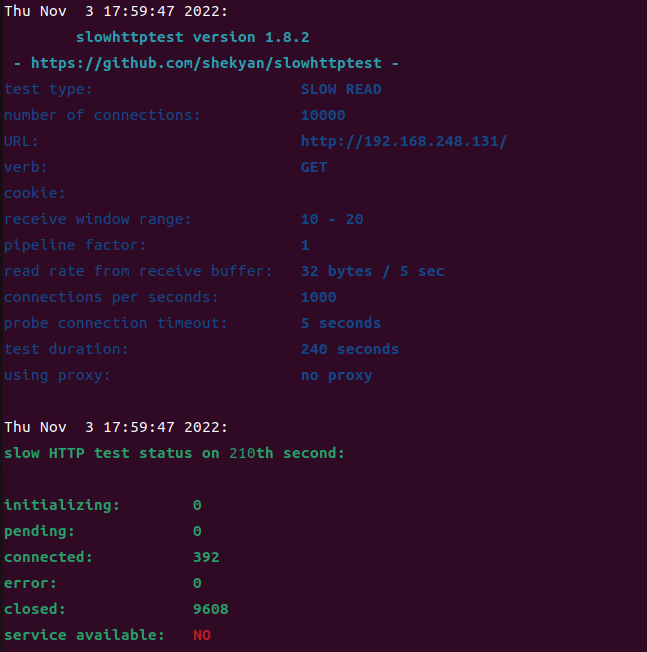 Thu Nov  3 17:59:47 2022:
slowhttptest version 1.8.2
- https://github.com/shekyan/slowhttptest -
test type: SLOW READ
number of connections: 10000
URL: http://192.168.248.131/
verb: GET
cookie:
receive window range: 10 - 20
pipeline factor: 1
read rate from receive buffer: 32 bytes / 5 sec
connections per seconds: 1000
probe connection timeout: 5 seconds
test duration: 240 seconds
using proxy: no proxy
Thu Nov  3 17:59:47 2022:
slow HTTP test status on 210th second:
initializing: 0
pending: 0
connected: 392
error: 0
closed: 9608
service available: NO